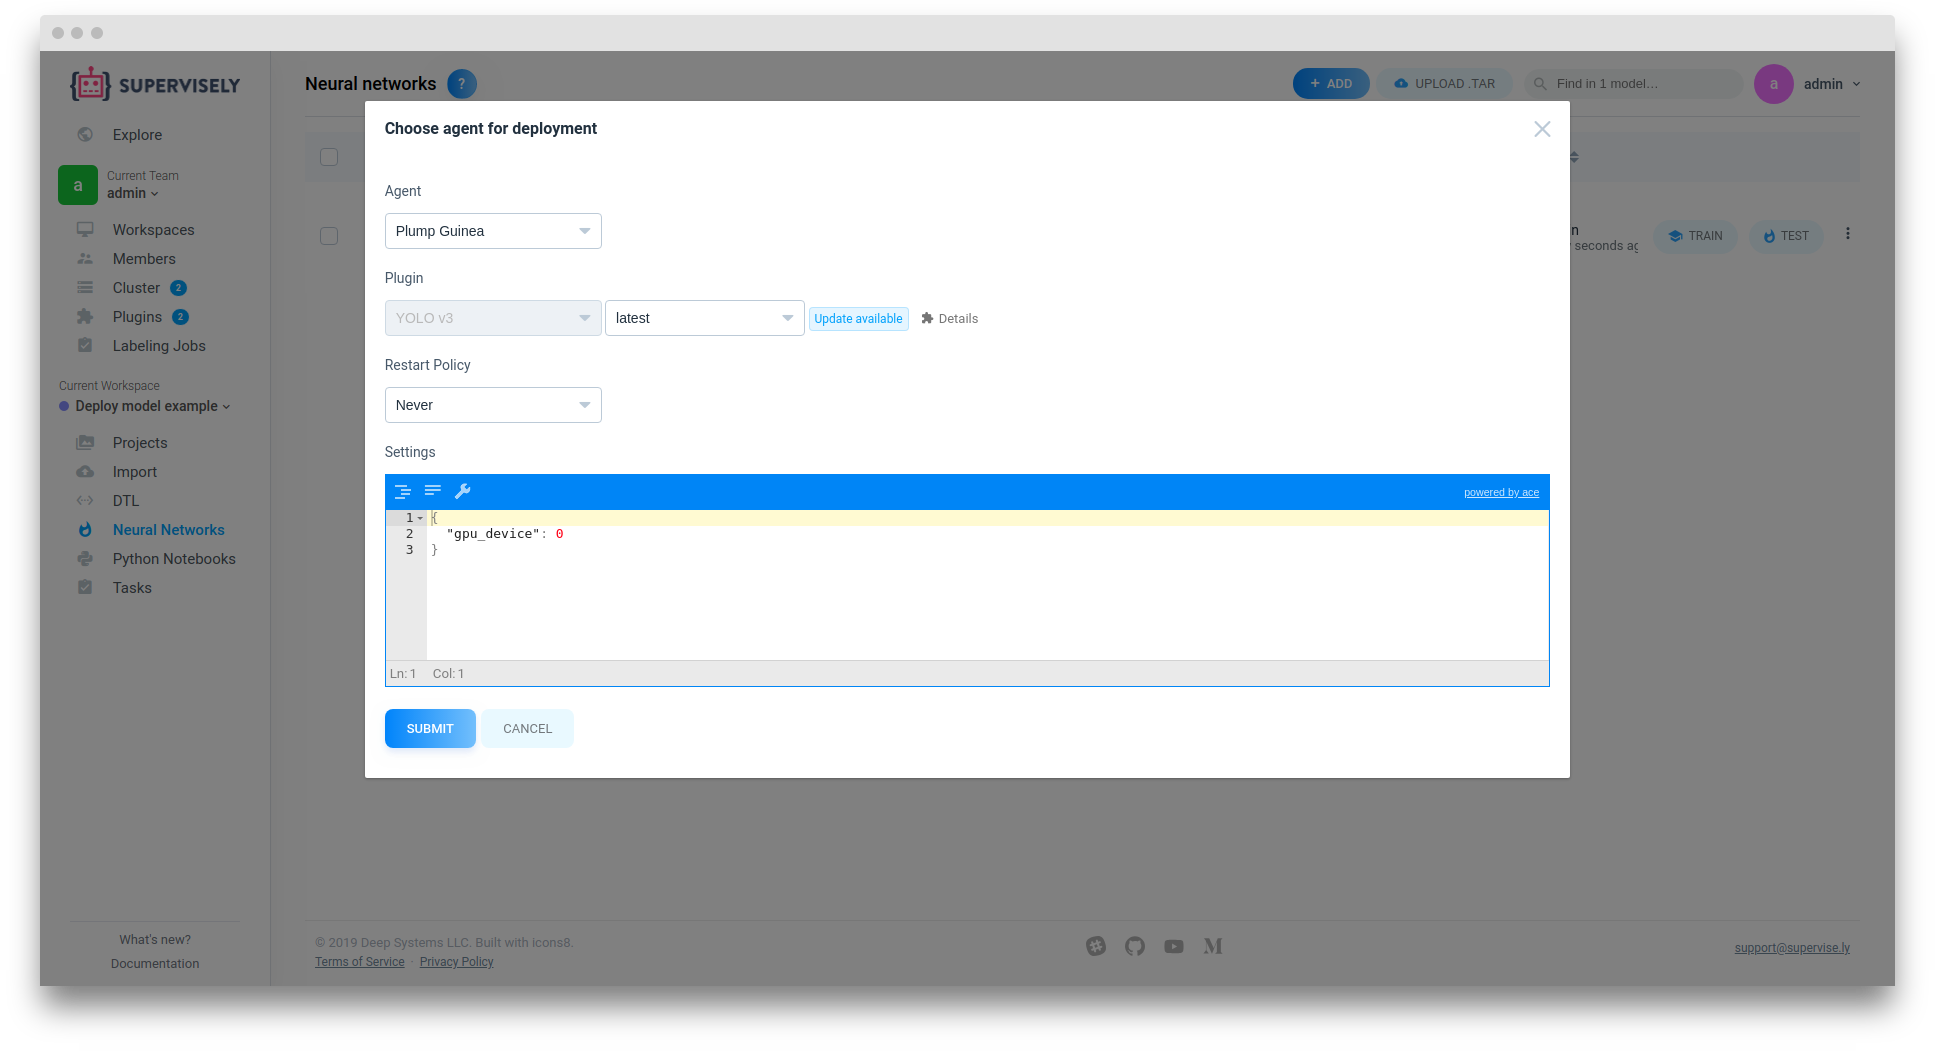 SUPERVISELY
Explore
a
Current Team
admin
Workspaces
Members
Cluster 2
Plugins 2
Labeling Jobs
Current Workspace
Deploy model example
Projects
Import
DTL
Neural Networks
Python Notebooks
Tasks
What's new?
Documentation
Neural networks ?
+ ADD
UPLOAD .TAR
Find in 1 model…
a
admin
seconds
TRAIN
TEST
Choose agent for deployment
Agent
Plump Guinea
Plugin
YOLO v3
latest
Update available
Details
Restart Policy
Never
Settings
powered by ace
1 {
2 "gpu_device": 0
3 }
Ln: 1 Col: 1
SUBMIT
CANCEL
© 2019 Deep Systems LLC. Built with icons8.
Terms of Service · Privacy Policy
support@supervise.ly